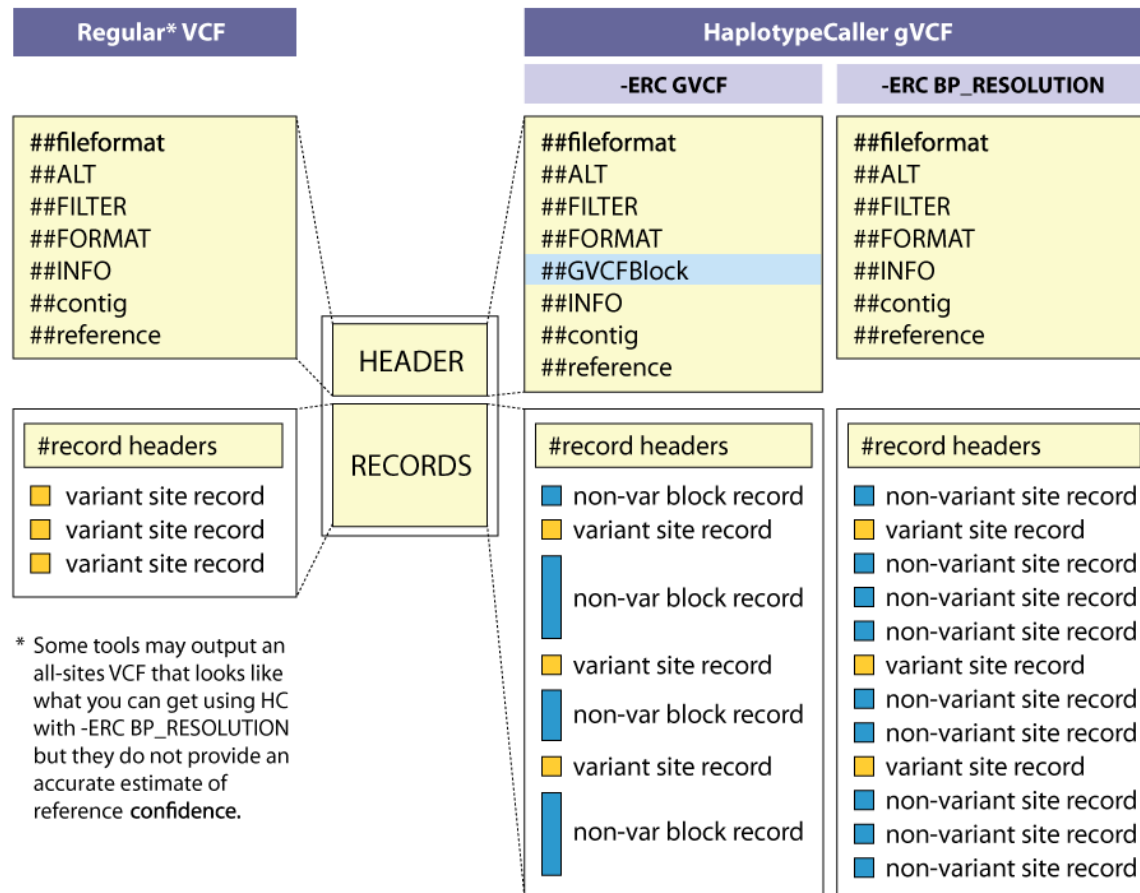 Regular* VCF
##fileformat
##ALT
##FILTER
##FORMAT
##INFO
##contig
##reference
#record headers
variant site record
variant site record
variant site record
* Some tools may output an
all-sites VCF that looks like
what you can get using HC
with -ERC BP_RESOLUTION
but they do not provide an
accurate estimate of
reference confidence.
HEADER
RECORDS
HaplotypeCaller gVCF
-ERC GVCF
##fileformat
##ALT
##FILTER
##FORMAT
##GVCFBlock
##INFO
##contig
##reference
#record headers
non-var block record
variant site record
non-var block record
variant site record
non-var block record
variant site record
non-var block record
-ERC BP_RESOLUTION
##fileformat
##ALT
##FILTER
##FORMAT
##INFO
##contig
##reference
#record headers
non-variant site record
variant site record
non-variant site record
non-variant site record
non-variant site record
variant site record
non-variant site record
non-variant site record
variant site record
non-variant site record
non-variant site record
non-variant site record